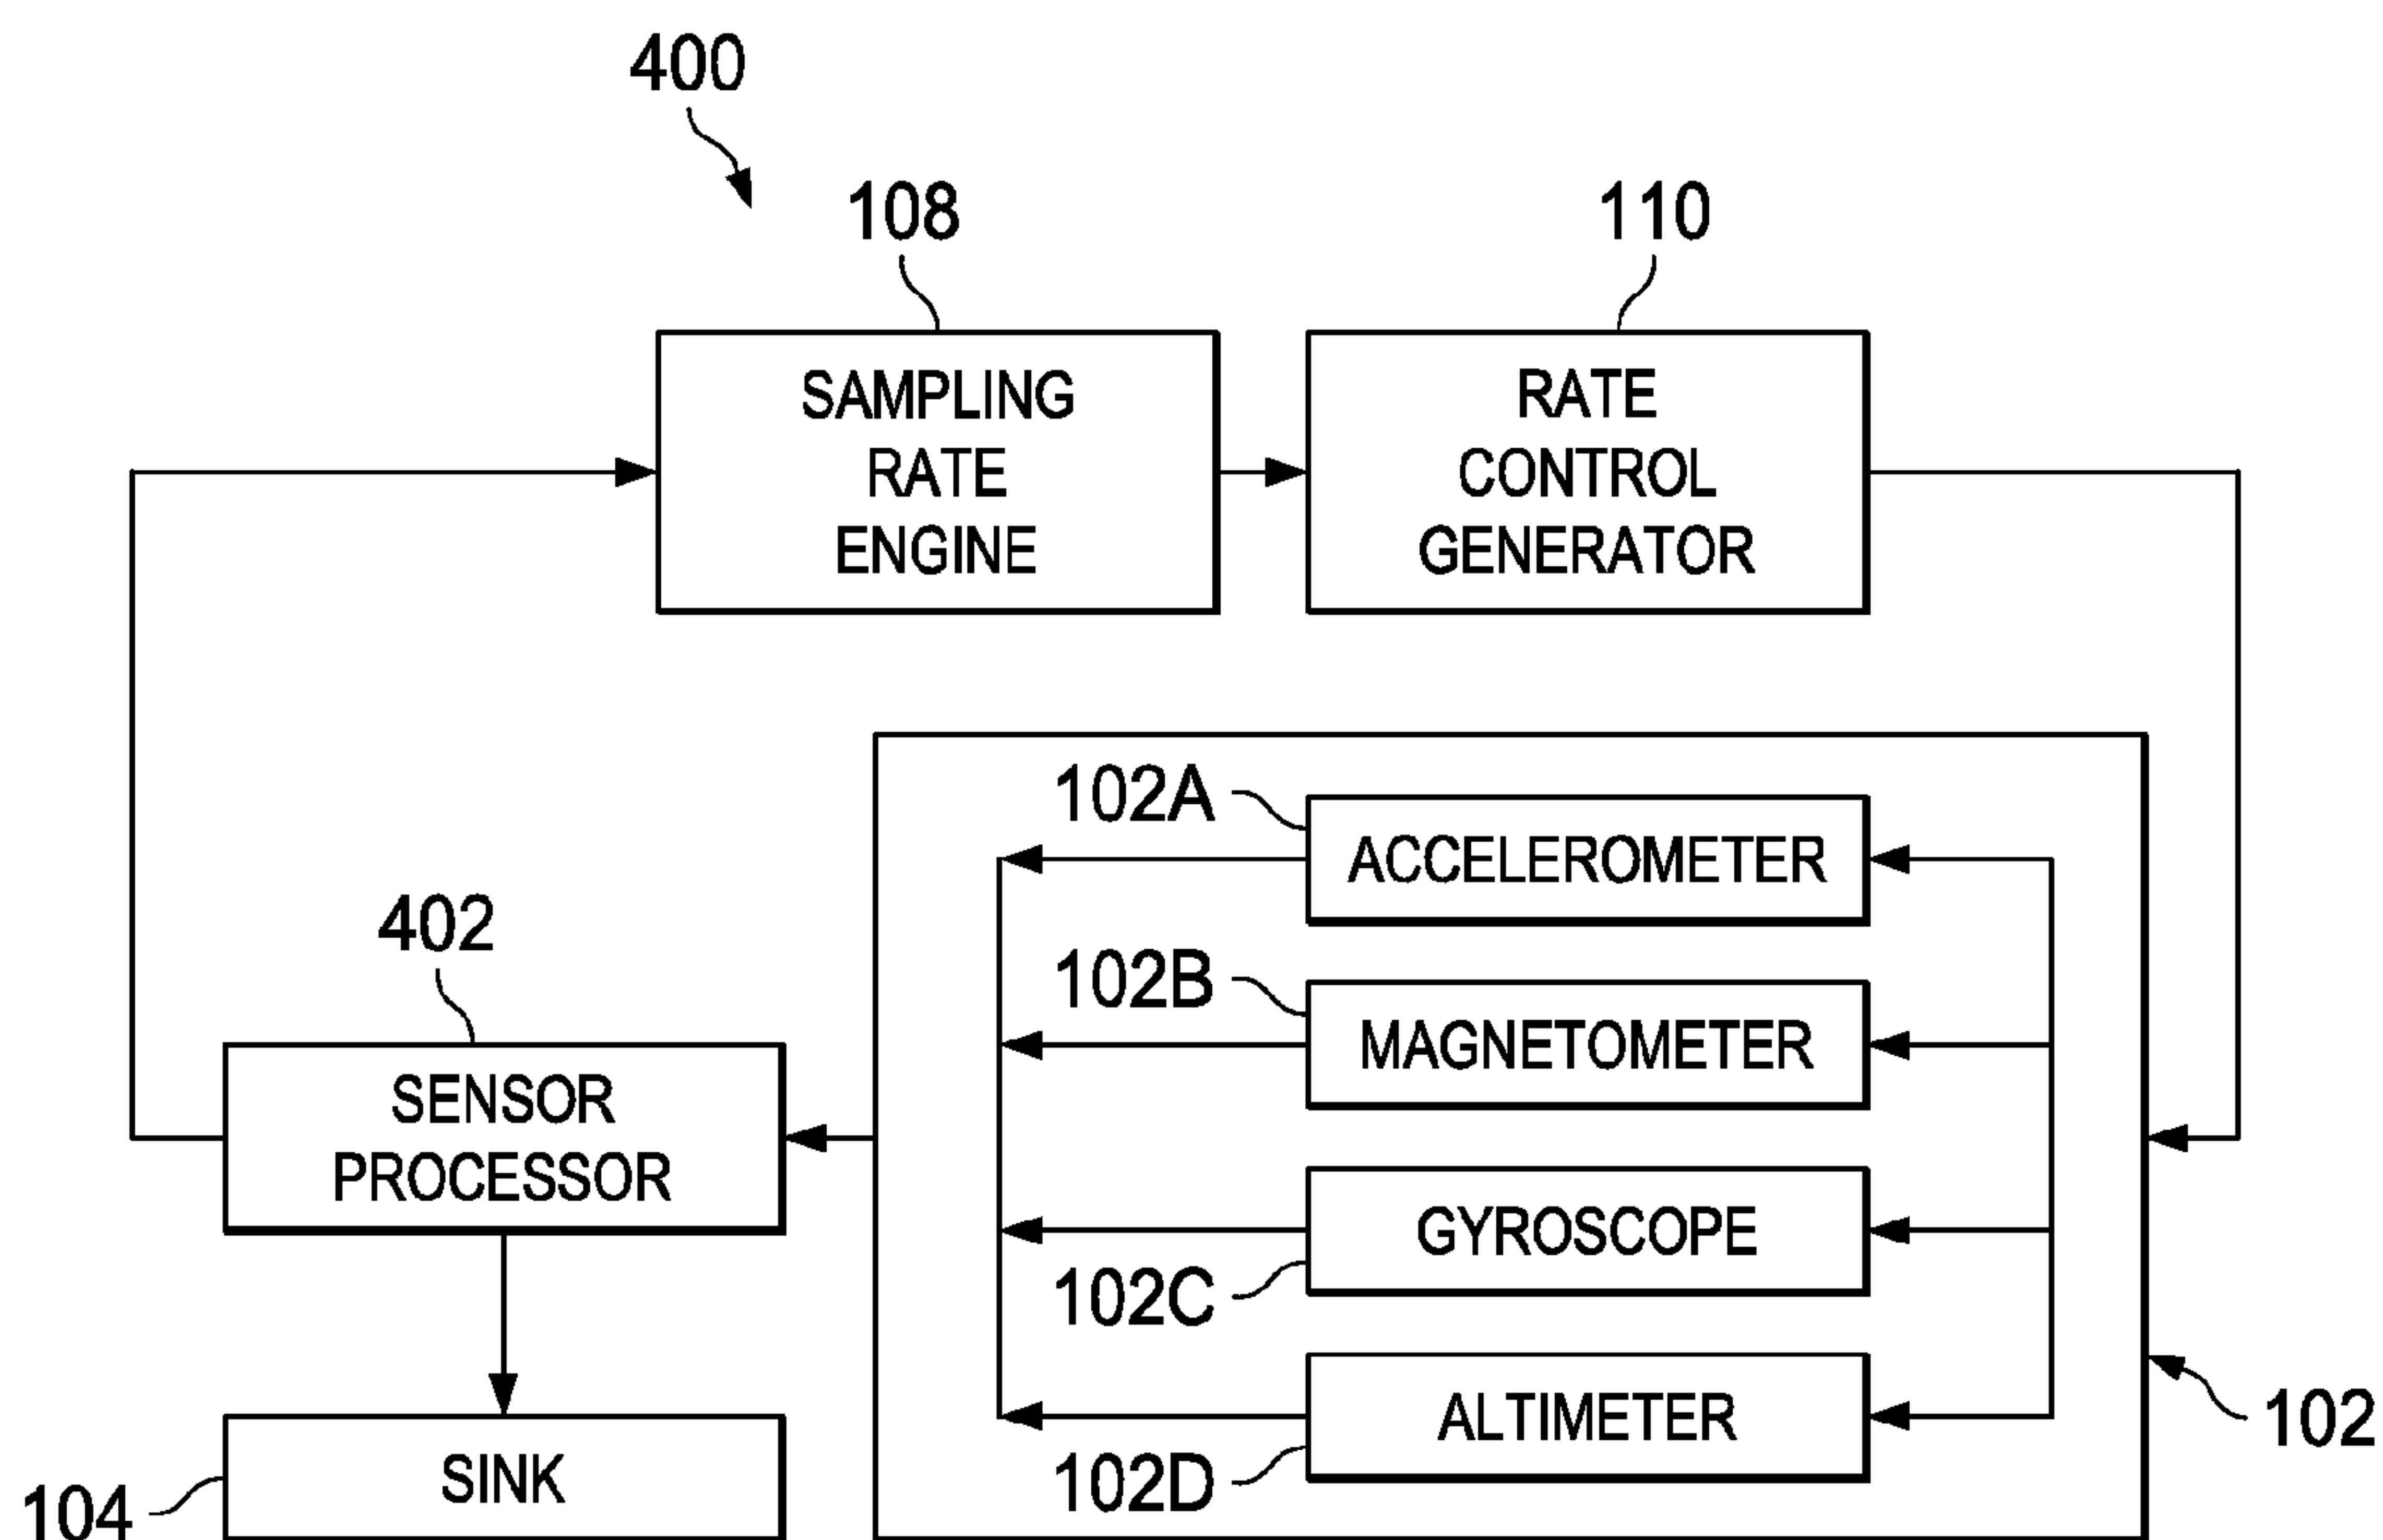 400
108
110
SAMPLING
RATE
ENGINE
RATE
CONTROL
GENERATOR
102A
ACCELEROMETER
402
102B
MAGNETOMETER
SENSOR
PROCESSOR
GYROSCOPE
102C
ALTIMETER
102
102D
SINK
104